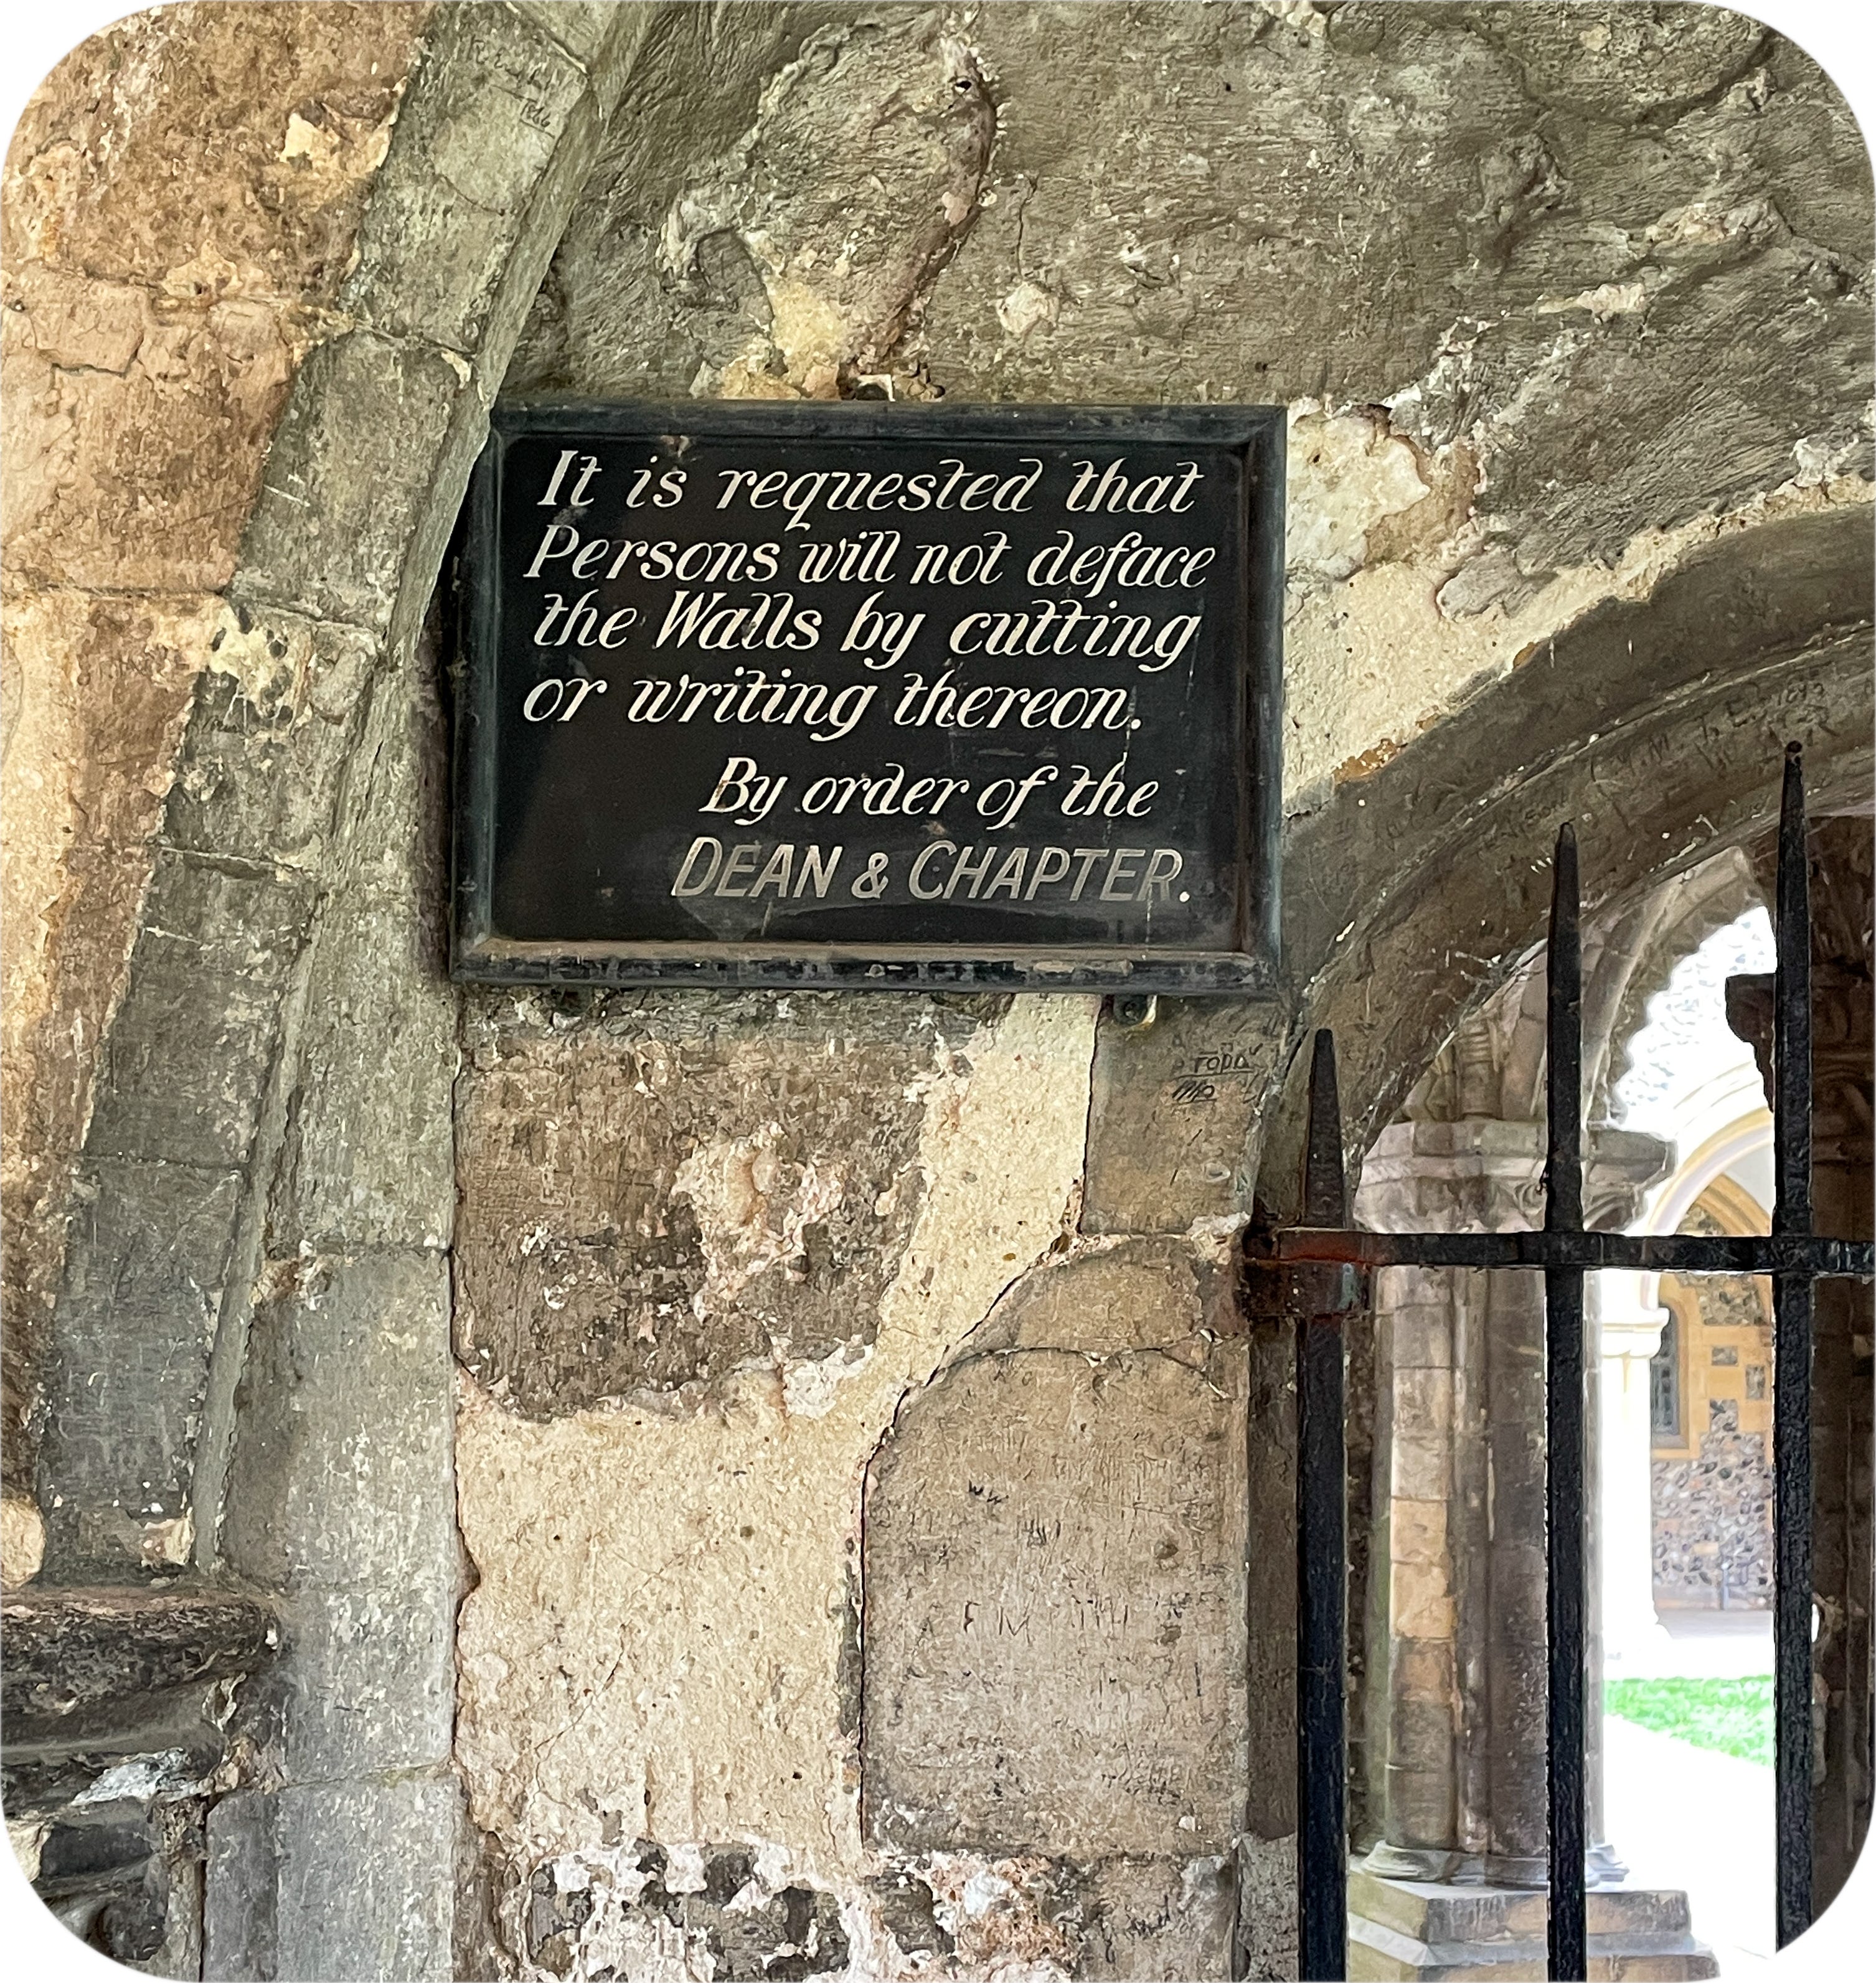 It is requested that
Persons will not deface
the Walls by cutting
or writing thereon.
By order of the
DEAN & CHAPTER.
F M